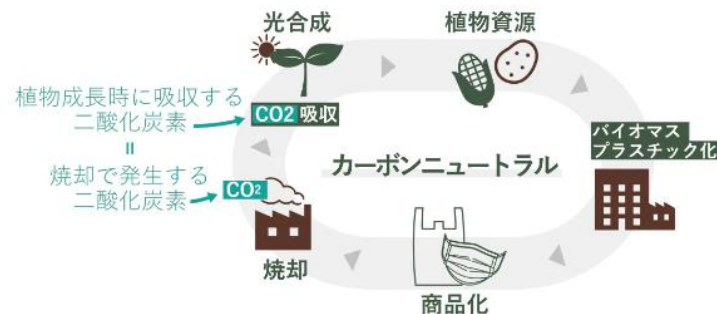 光合成
植物資源
植物成長時に吸収する
二酸化炭素
CO2 吸収
=
焼却で発生する
二酸化炭素
CO2
カーボンニュートラル
バイオマス
プラスチック化
焼却
商品化